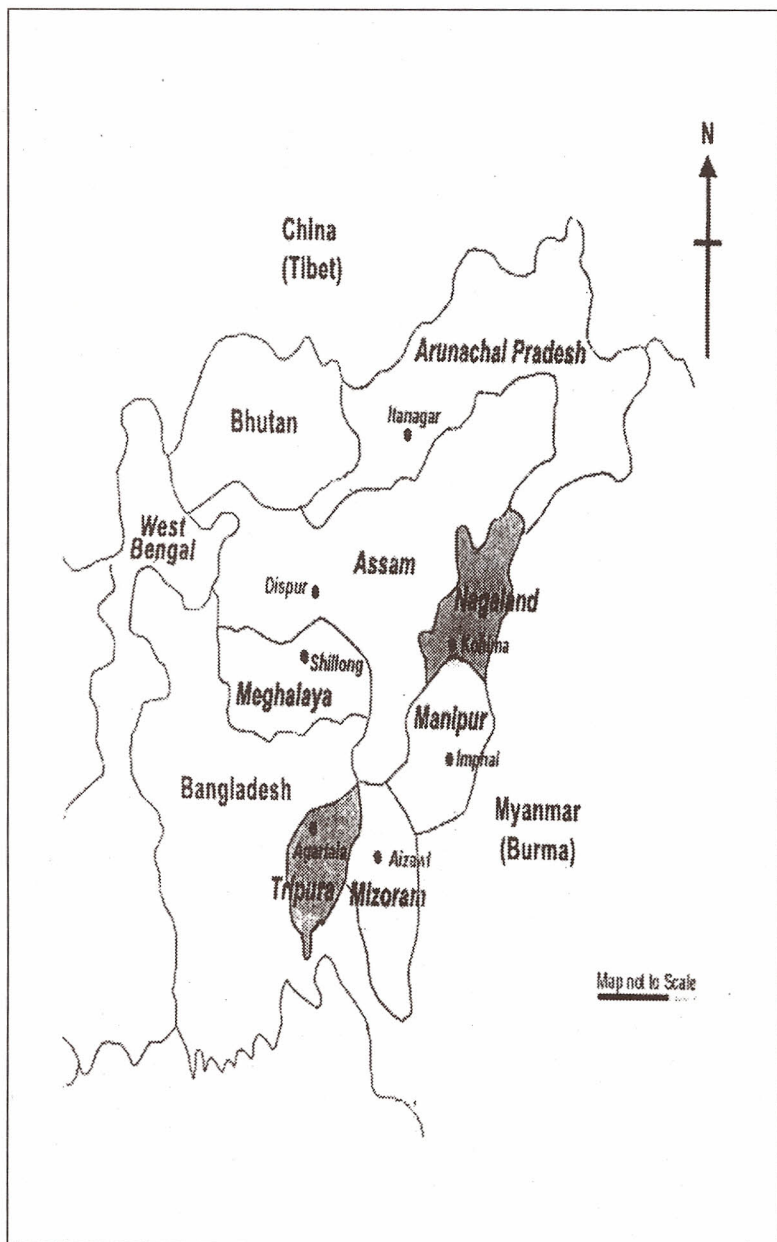 N
China
(Tibet)
Arunachal Pradesh
Itanagar
Bhutan
West
Bengal
Assam
Dispur
Nagaland
Kohima
Shillong
Meghalaya
Manipur
Imphal
Bangladesh
Myanmar
(Burma)
Agartala
Aizawl
Tripura
Mizoram
Map not to Scale